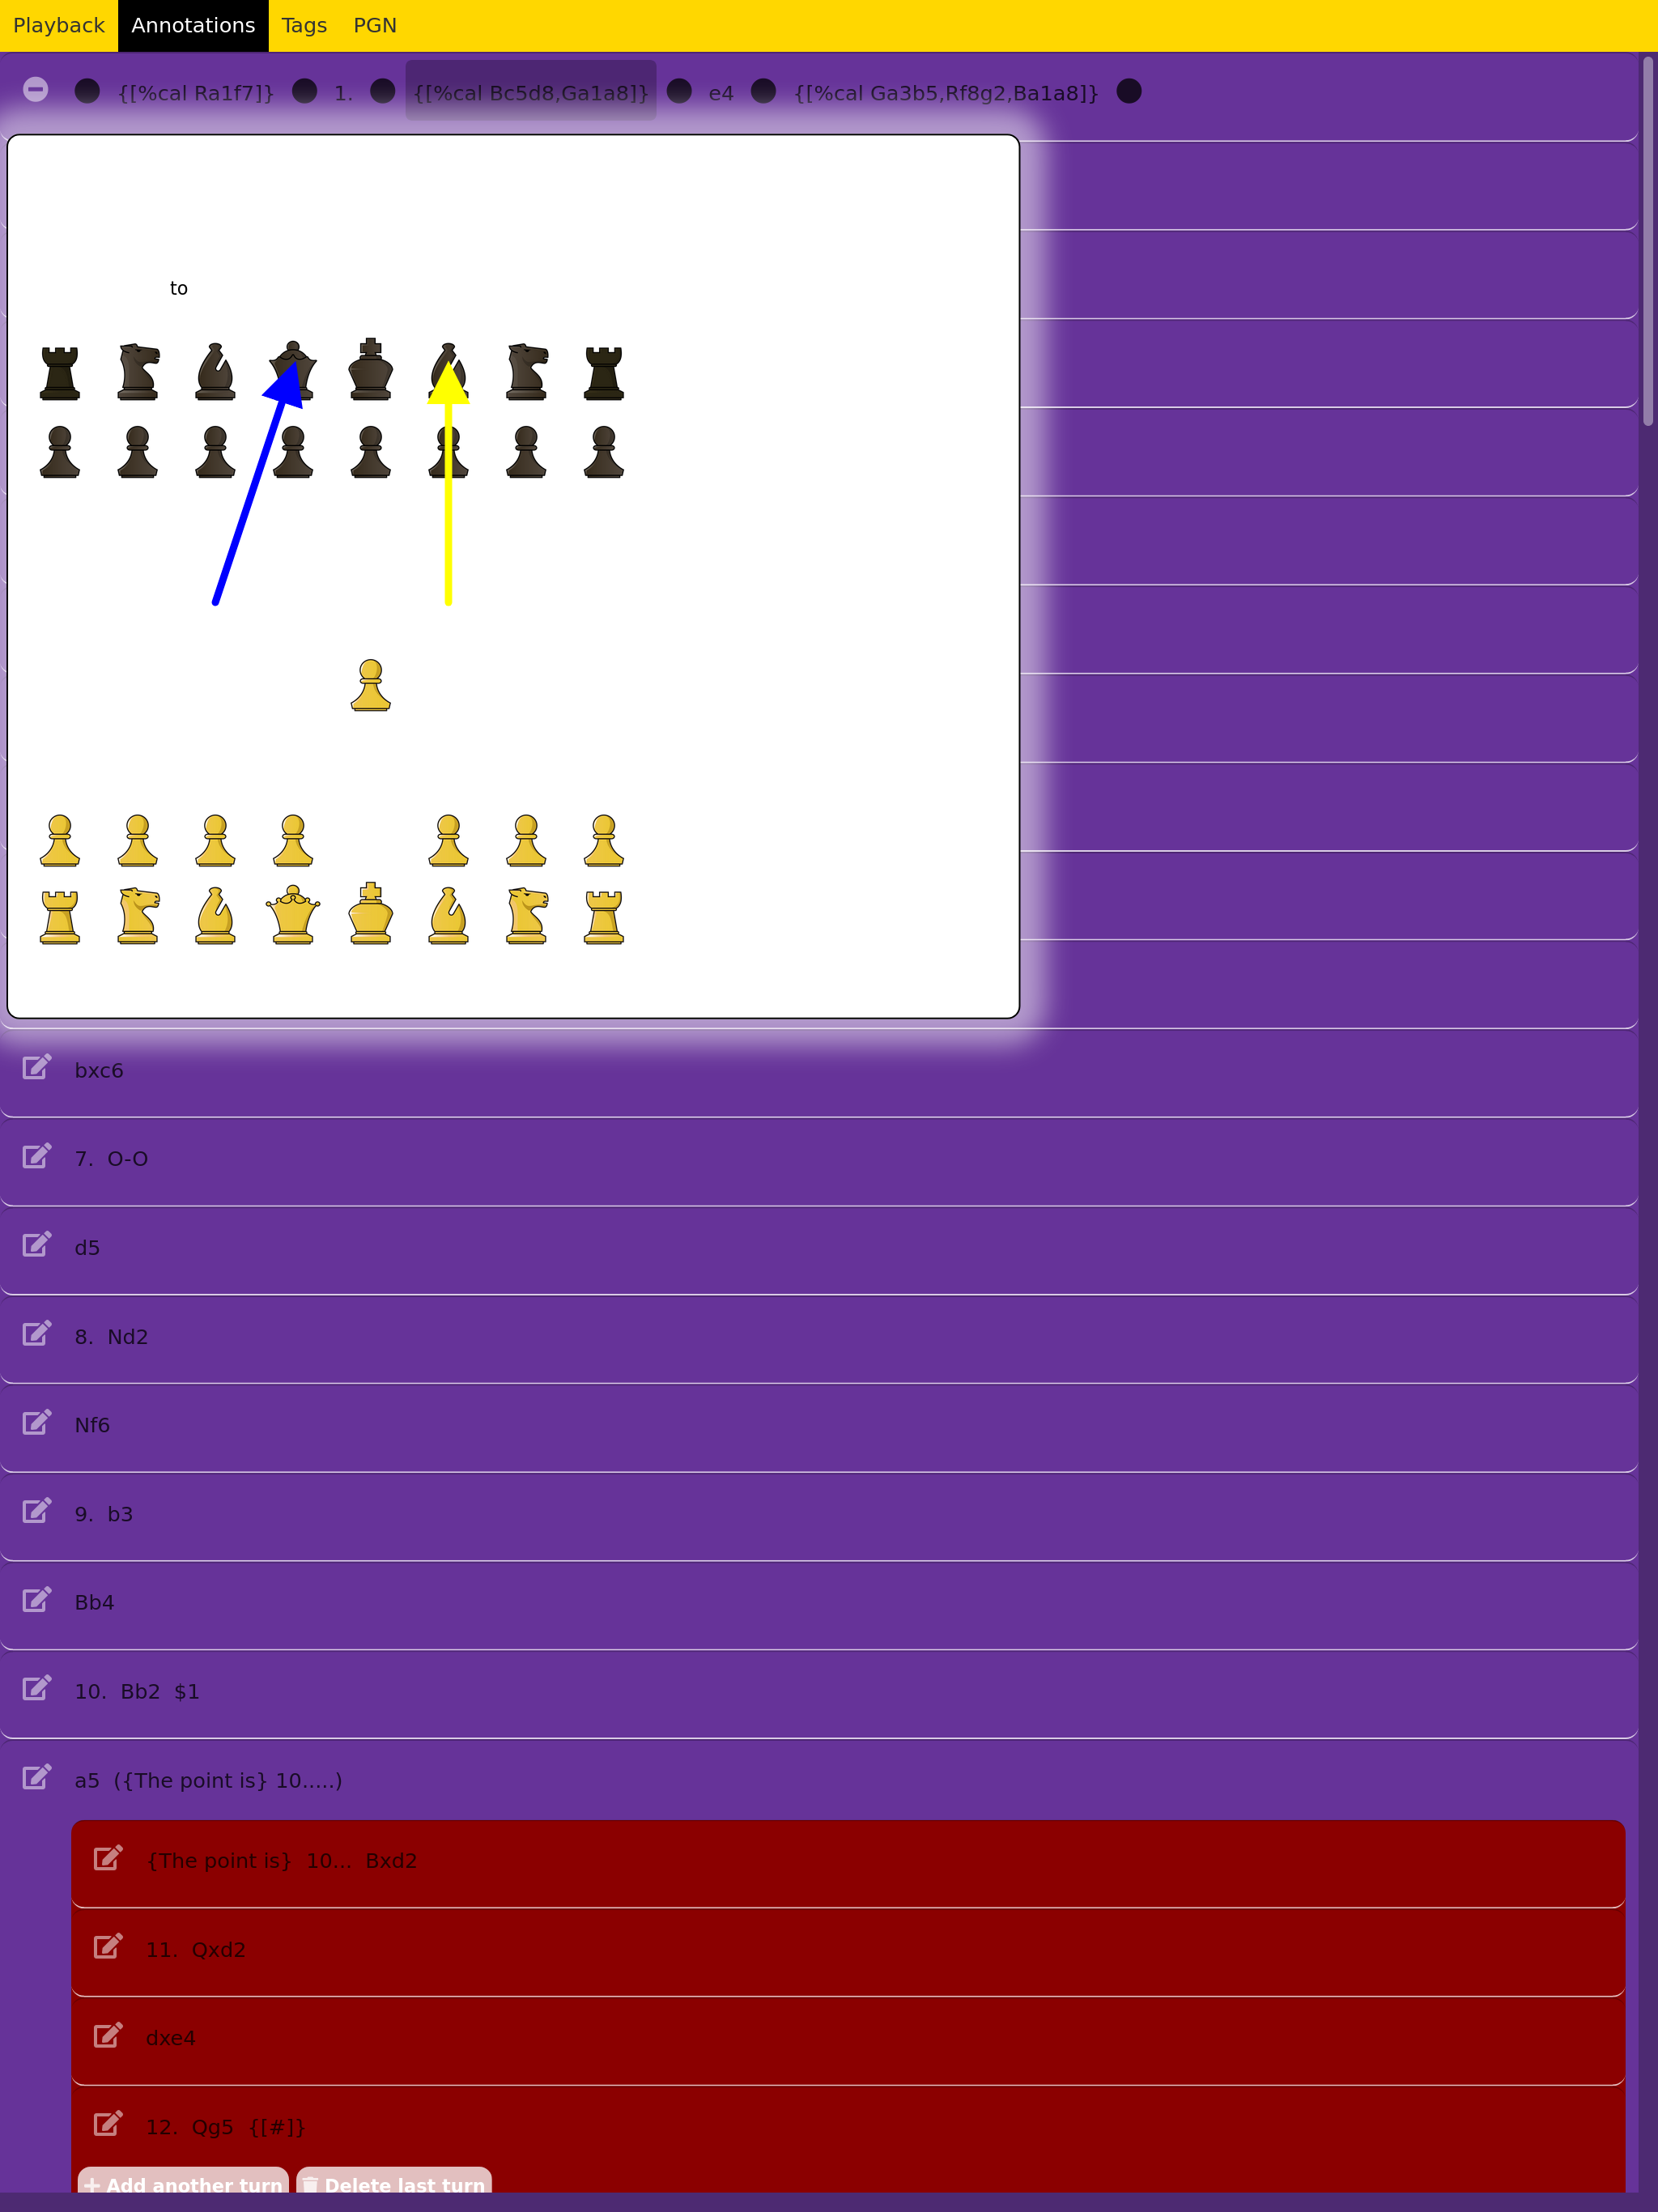 Playback Annotations Tags PGN
{[%cal Ra1f7]} 1. {[%cal Bc5d8,Ga1a8]} e4 {[%cal Ga3b5,Rf8g2,Ba1a8]}
to
bxc6
7. O-O
d5
8. Nd2
Nf6
9. b3
Bb4
10. Bb2 $1
a5 ({The point is} 10.....)
{The point is} 10... Bxd2
11. Qxd2
dxe4
12. Qg5 {[#]}
Add another turn Delete last turn